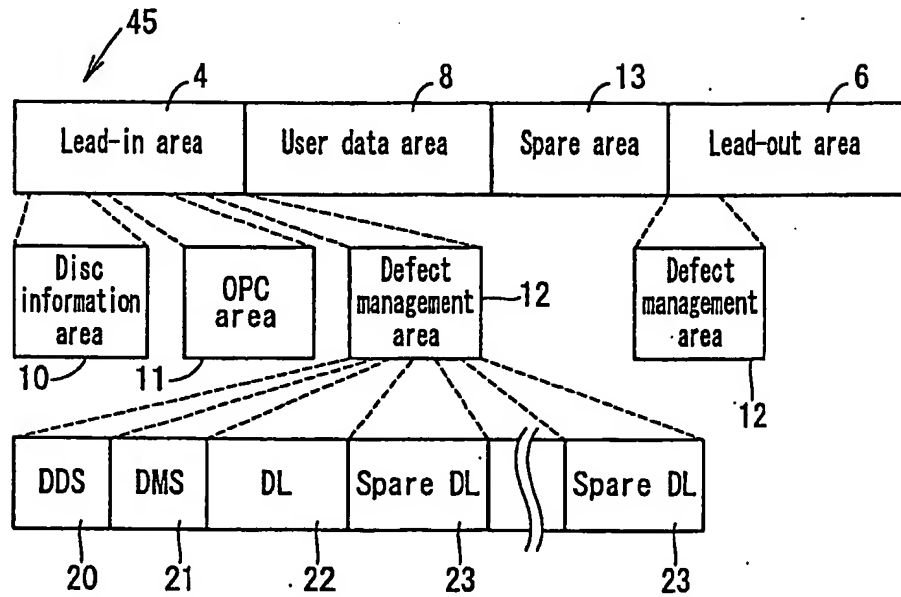 45
4
8
13
6
Lead-in area
User data area
Spare area
Lead-out area
Disc
information
area
OPC
area
Defect
management
area
12
Defect
management
area
10
11
12
DDS
DMS
DL
Spare DL
Spare DL
20
21
22
23
23